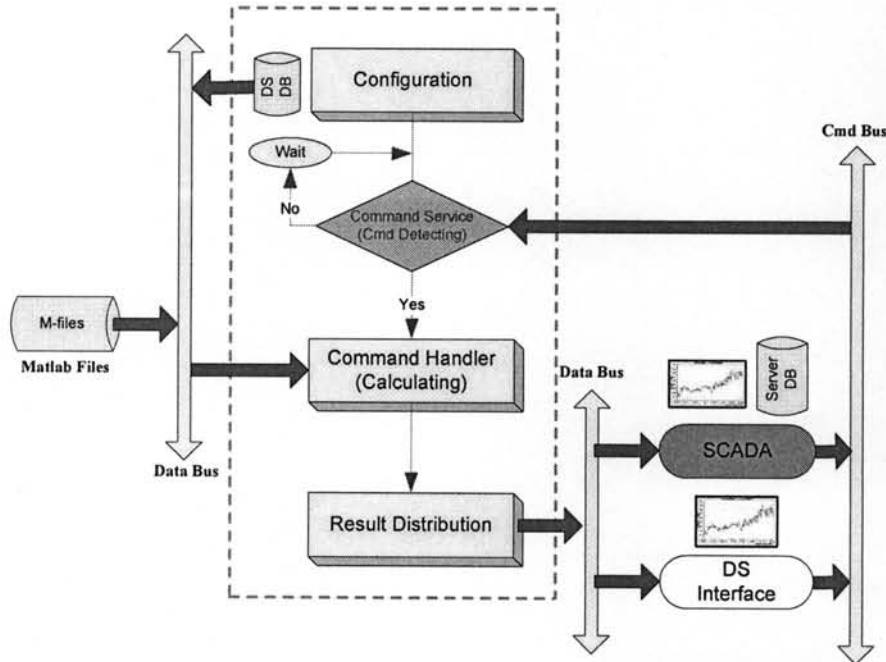 DS
DB
Configuration
Cmd Bus
Wait
No
Command Service
(Cmd Detecting)
Yes
M-files
Matlab Files
Command Handler
(Calculating)
Data Bus
Server
DB
SCADA
Data Bus
Result Distribution
DS
Interface